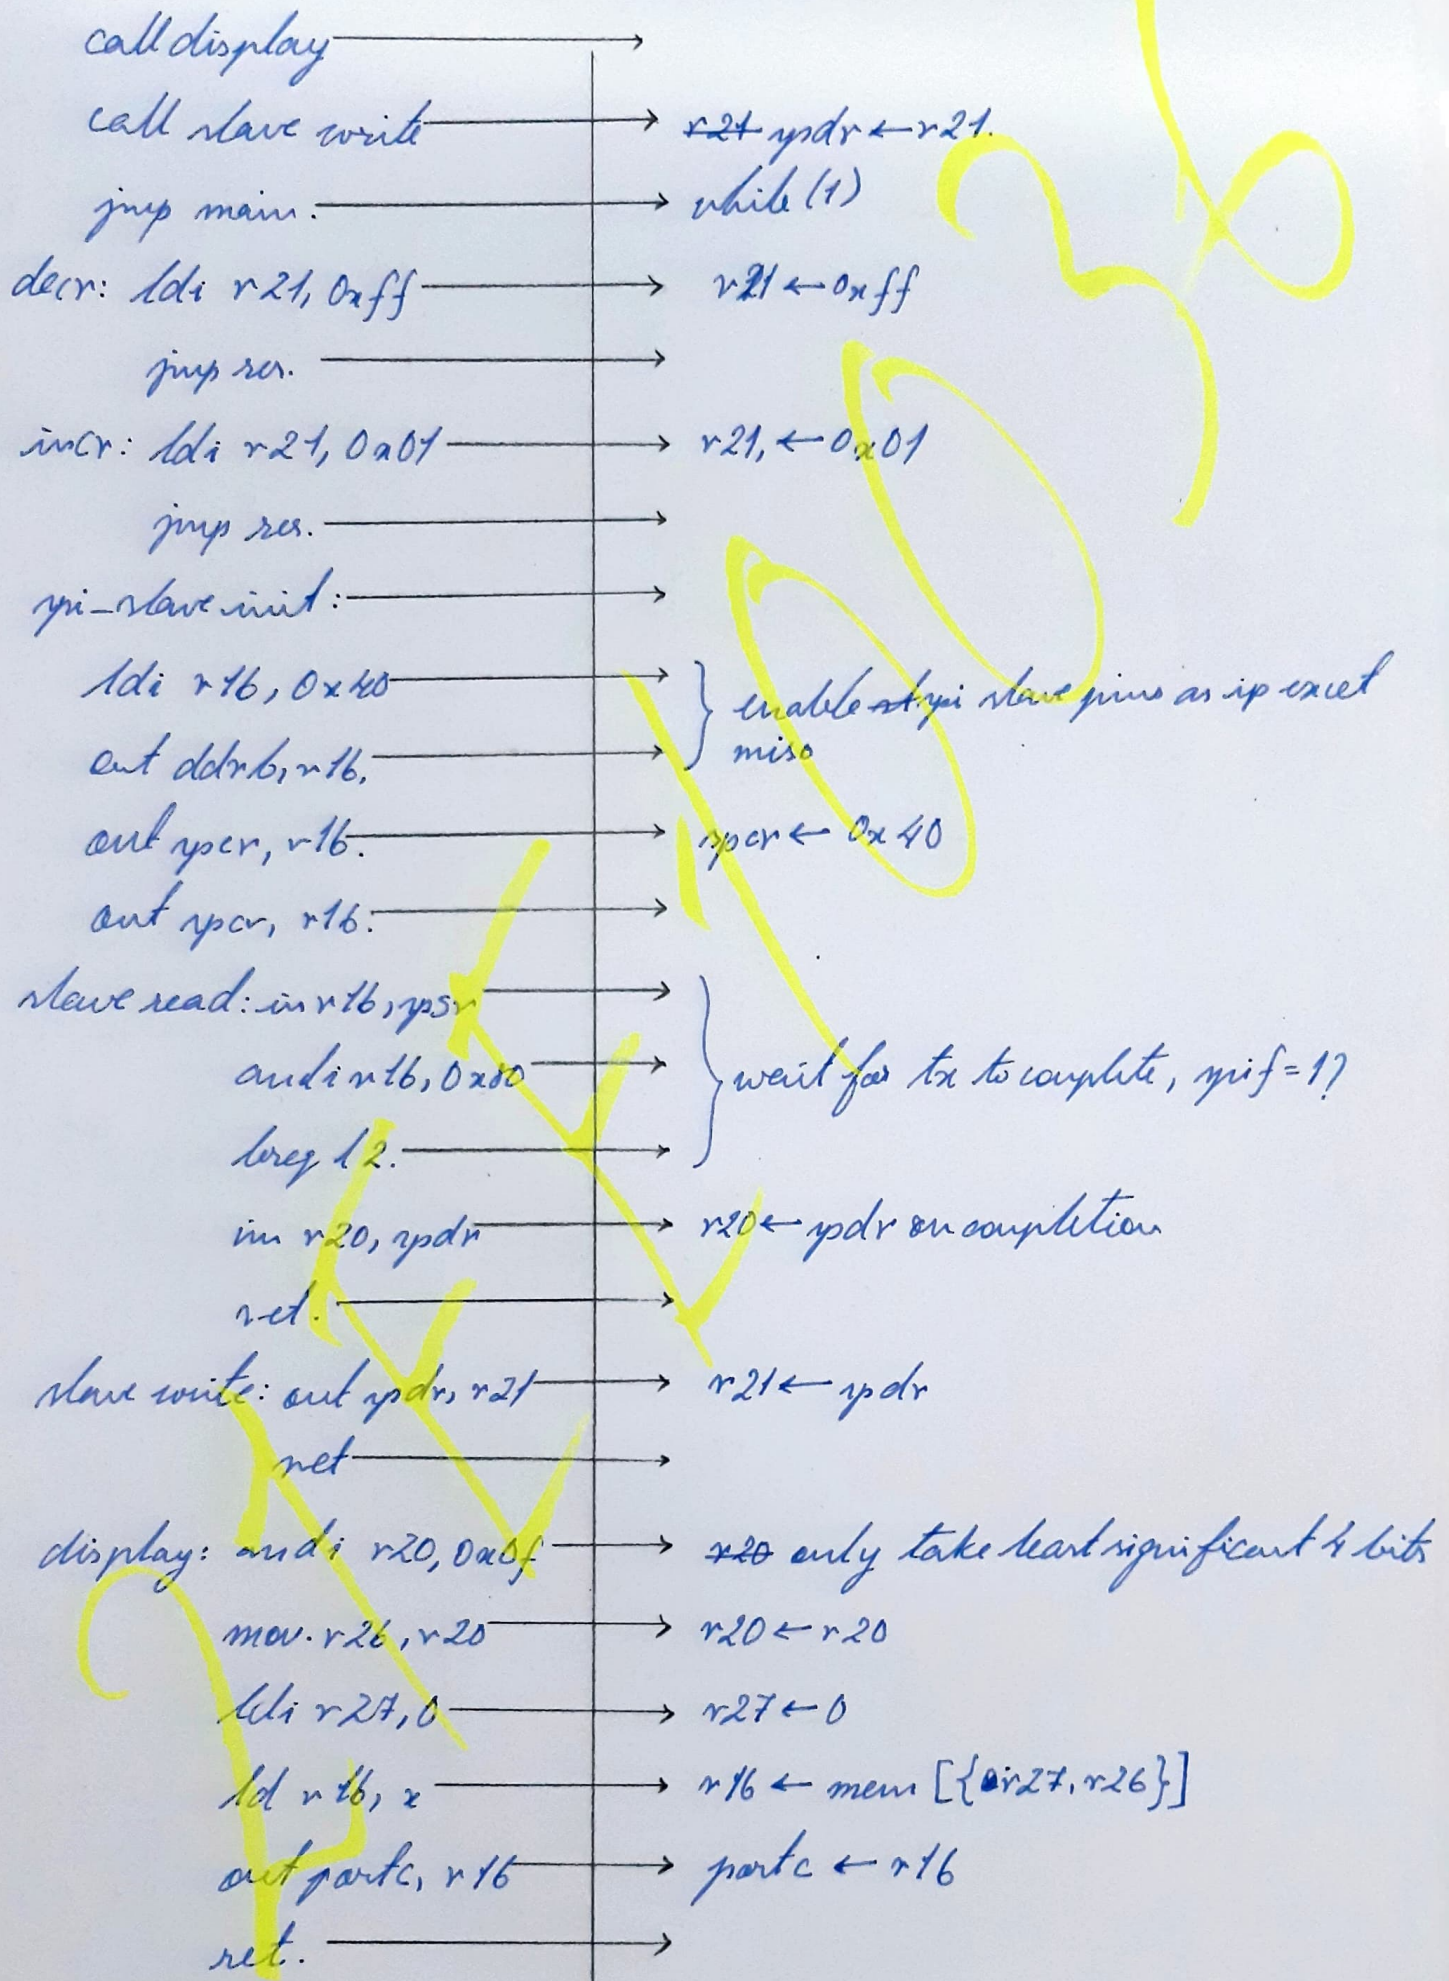 call display
call slave write r21 spdr ← r21.
jmp main. while (1)
decr: ldi r21, 0xff r21 ← 0xff
jmp res.
incr: ldi r21, 0x01 r21, ← 0x01
jmp res.
spi_slave init:
ldi r16, 0x40 enable st spi slave pins as ip excet
out ddrb, r16, miso
out spcr, r16. spcr ← 0x40
out spcr, r16.
slave read: in r16, spsr
andi r16, 0x80 wait for tx to complete, spif = 1?
breq l2.
in r20, spdr r20 ← spdr on completion
ret.
slave write: out spdr, r21 r21 ← spdr
ret
display: andi r20, 0x0f r20 only take least significant 4 bits
mov. r26, r20 r20 ← r20
ldi r27, 0 r27 ← 0
ld r16, x r16 ← mem [{r27, r26}]
out portc, r16 portc ← r16
ret.